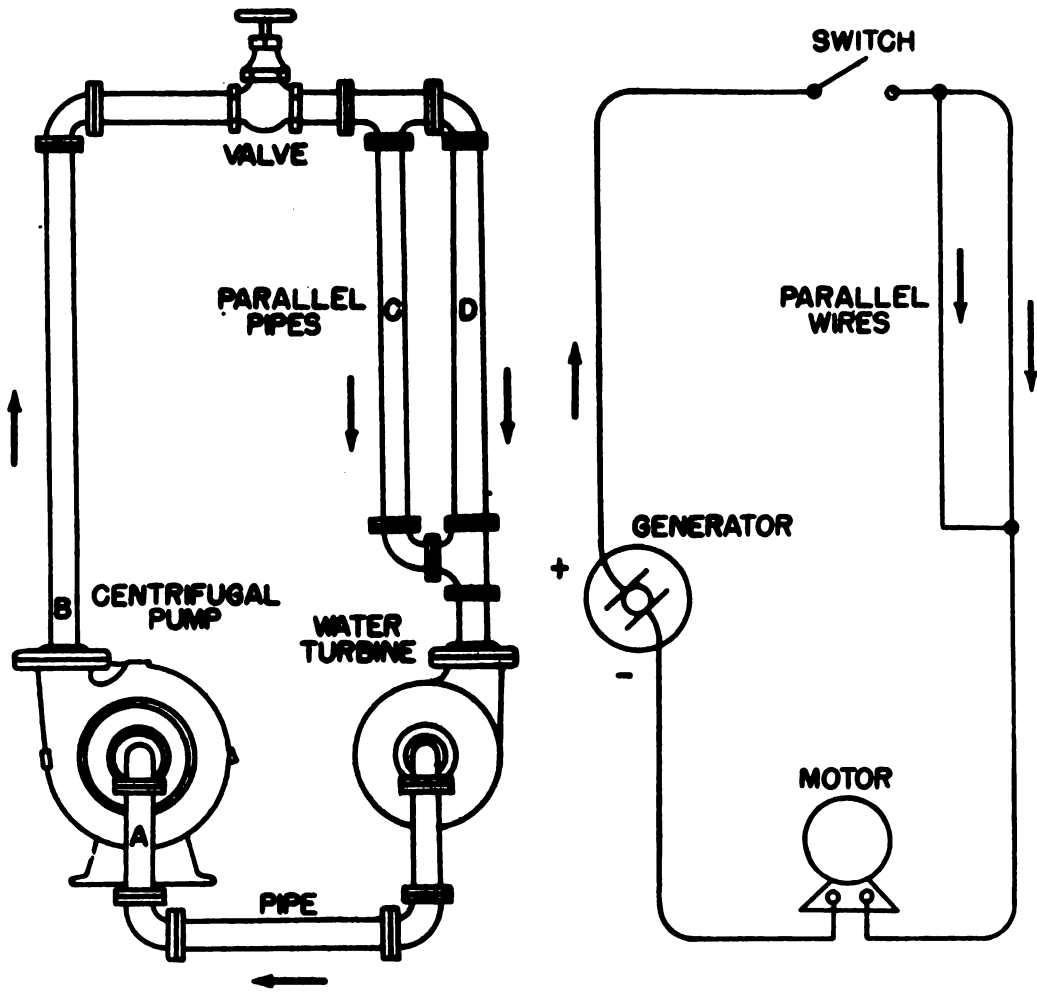 VALVE
PARALLEL
PIPES
C
D
B
CENTRIFUGAL
PUMP
WATER
TURBINE
A
PIPE
SWITCH
PARALLEL
WIRES
GENERATOR
+
-
MOTOR